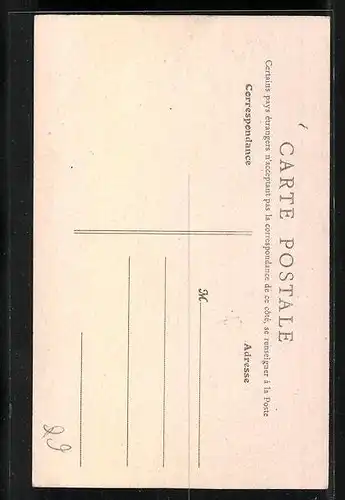 CARTE POSTALE
Certains pays étrangers n'acceptant pas la correspondance de ce côté, se renseigner à la Poste
Correspondance
Adresse
M